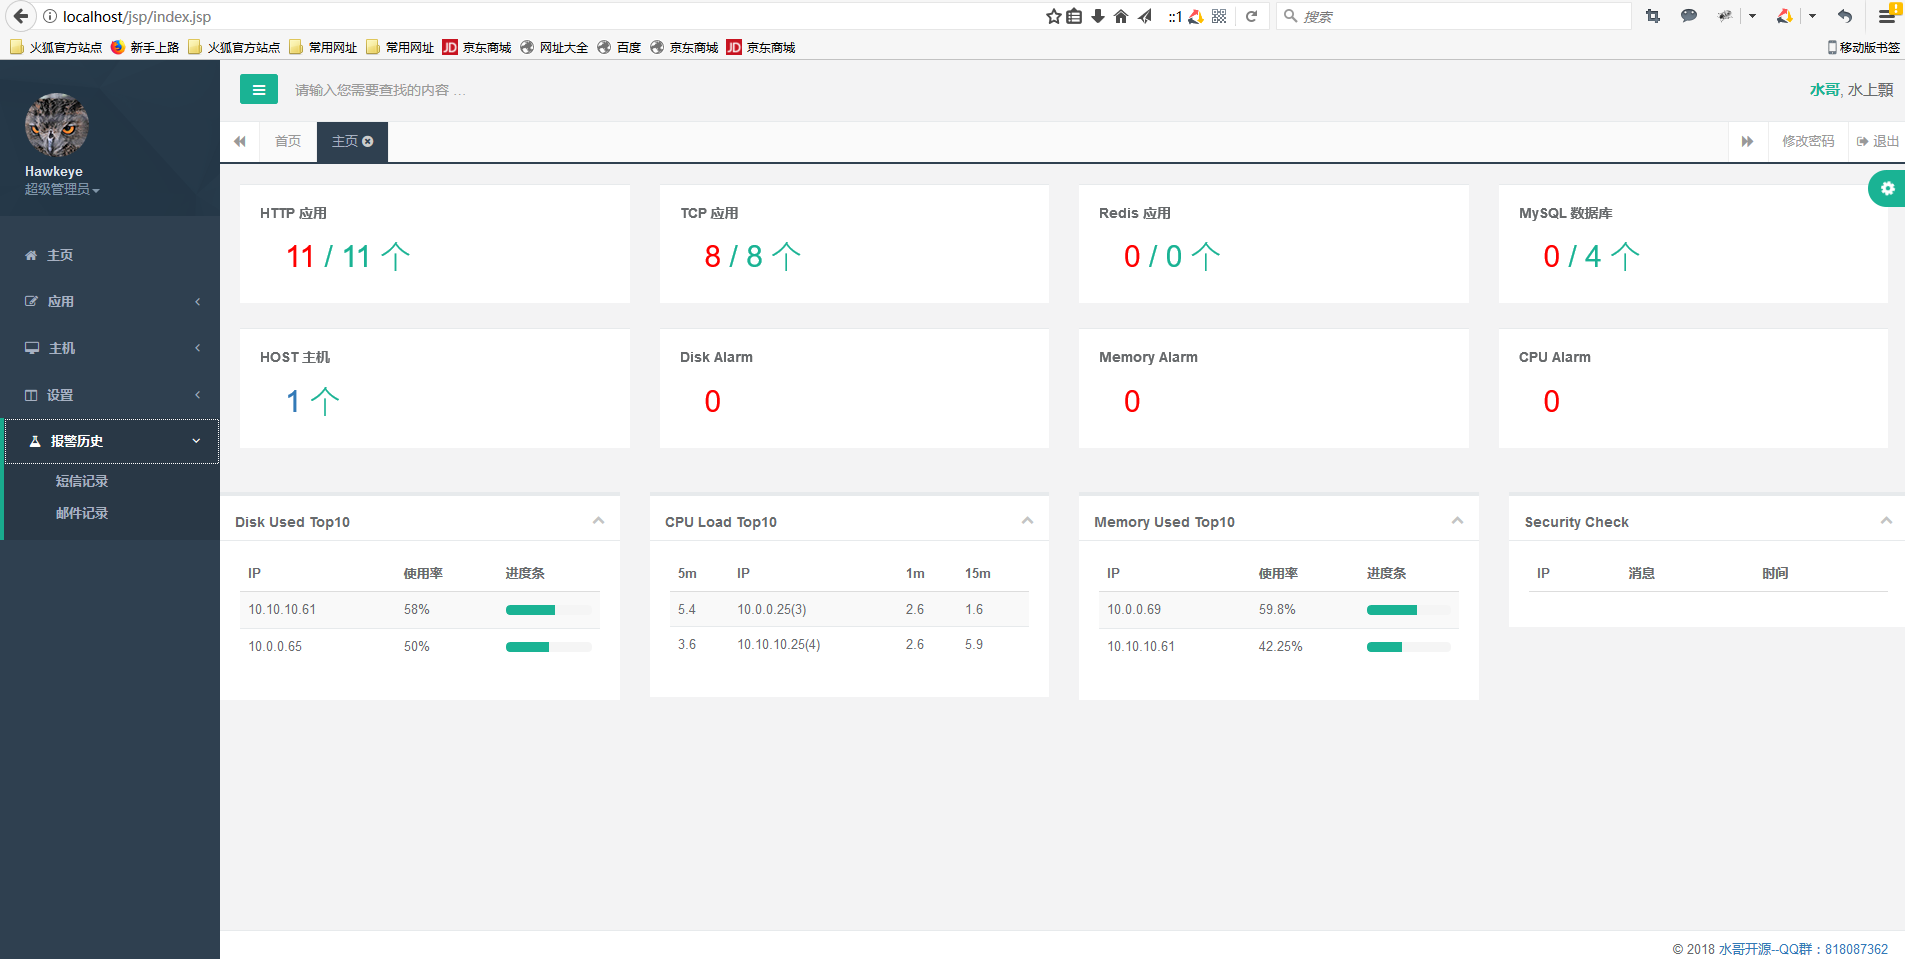 localhost/jsp/index.jsp
::1
搜索
火狐官方站点 新手上路 火狐官方站点 常用网址 常用网址 JD 京东商城 网址大全 百度 京东商城 JD 京东商城
移动版书签
Hawkeye
超级管理员
主页
应用
主机
设置
报警历史
短信记录
邮件记录
请输入您需要查找的内容 …
水哥, 水上顠
首页
主页
修改密码
退出
HTTP 应用
11 / 11 个
TCP 应用
8 / 8 个
Redis 应用
0 / 0 个
MySQL 数据库
0 / 4 个
HOST 主机
1 个
Disk Alarm
0
Memory Alarm
0
CPU Alarm
0
Disk Used Top10
IP 使用率 进度条
10.10.10.61 58%
10.0.0.65 50%
CPU Load Top10
5m IP 1m 15m
5.4 10.0.0.25(3) 2.6 1.6
3.6 10.10.10.25(4) 2.6 5.9
Memory Used Top10
IP 使用率 进度条
10.0.0.69 59.8%
10.10.10.61 42.25%
Security Check
IP 消息 时间
© 2018 水哥开源--QQ群：818087362